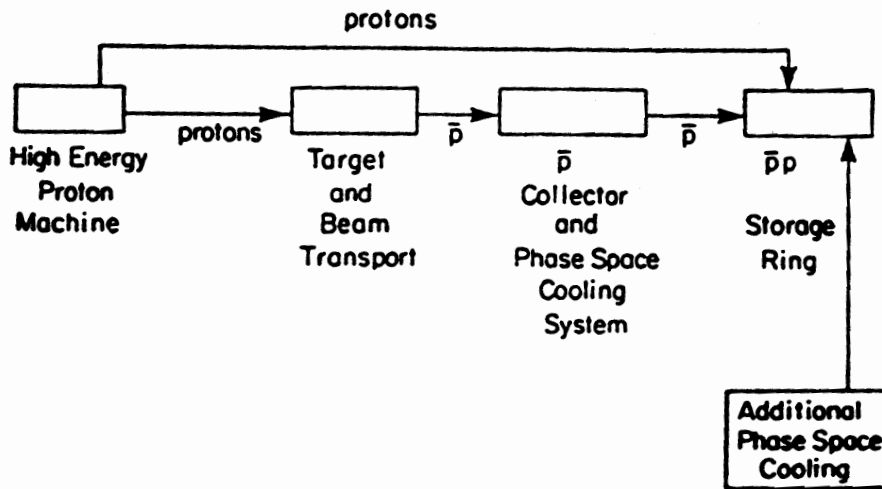 protons
protons
p̅
p̅
High Energy
Proton
Machine
Target
and
Beam
Transport
p̅
Collector
and
Phase Space
Cooling
System
p̅p
Storage
Ring
Additional
Phase Space
Cooling